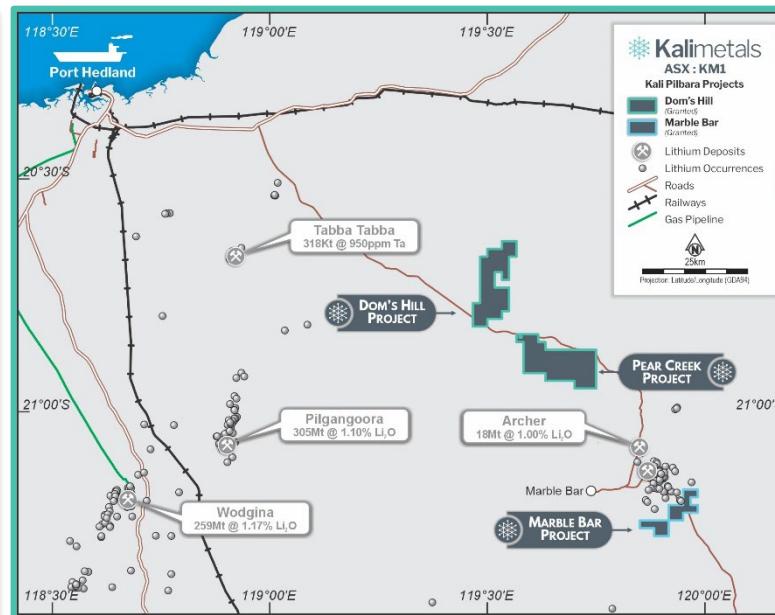 118°30'E
119°00'E
119°30'E
120°00'E
Port Hedland
Kalimetals
ASX : KM1
Kali Pilbara Projects
Dom's Hill
(Granted)
Marble Bar
(Granted)
Lithium Deposits
Lithium Occurrences
Roads
Railways
Gas Pipeline
N
25km
Projection: Latitude/Longitude (GDA94)
20°30'S
Tabba Tabba
318Kt @ 950ppm Ta
DOM'S HILL
PROJECT
PEAR CREEK
PROJECT
21°00'S
21°00'S
Pilgangoora
305Mt @ 1.10% Li₂O
Archer
18Mt @ 1.00% Li₂O
Marble Bar
Wodgina
259Mt @ 1.17% Li₂O
MARBLE BAR
PROJECT
118°30'E
119°00'E
119°30'E
120°00'E